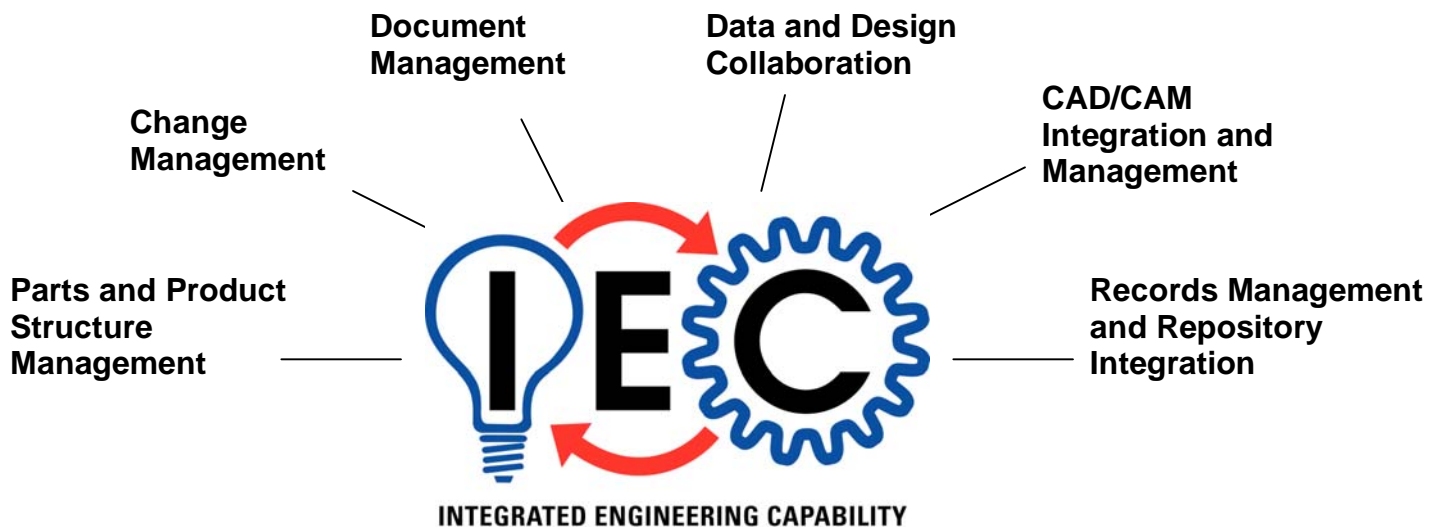 Document
Management
Data and Design
Collaboration
Change
Management
CAD/CAM
Integration and
Management
Parts and Product
Structure
Management
IEC
Records Management
and Repository
Integration
INTEGRATED ENGINEERING CAPABILITY